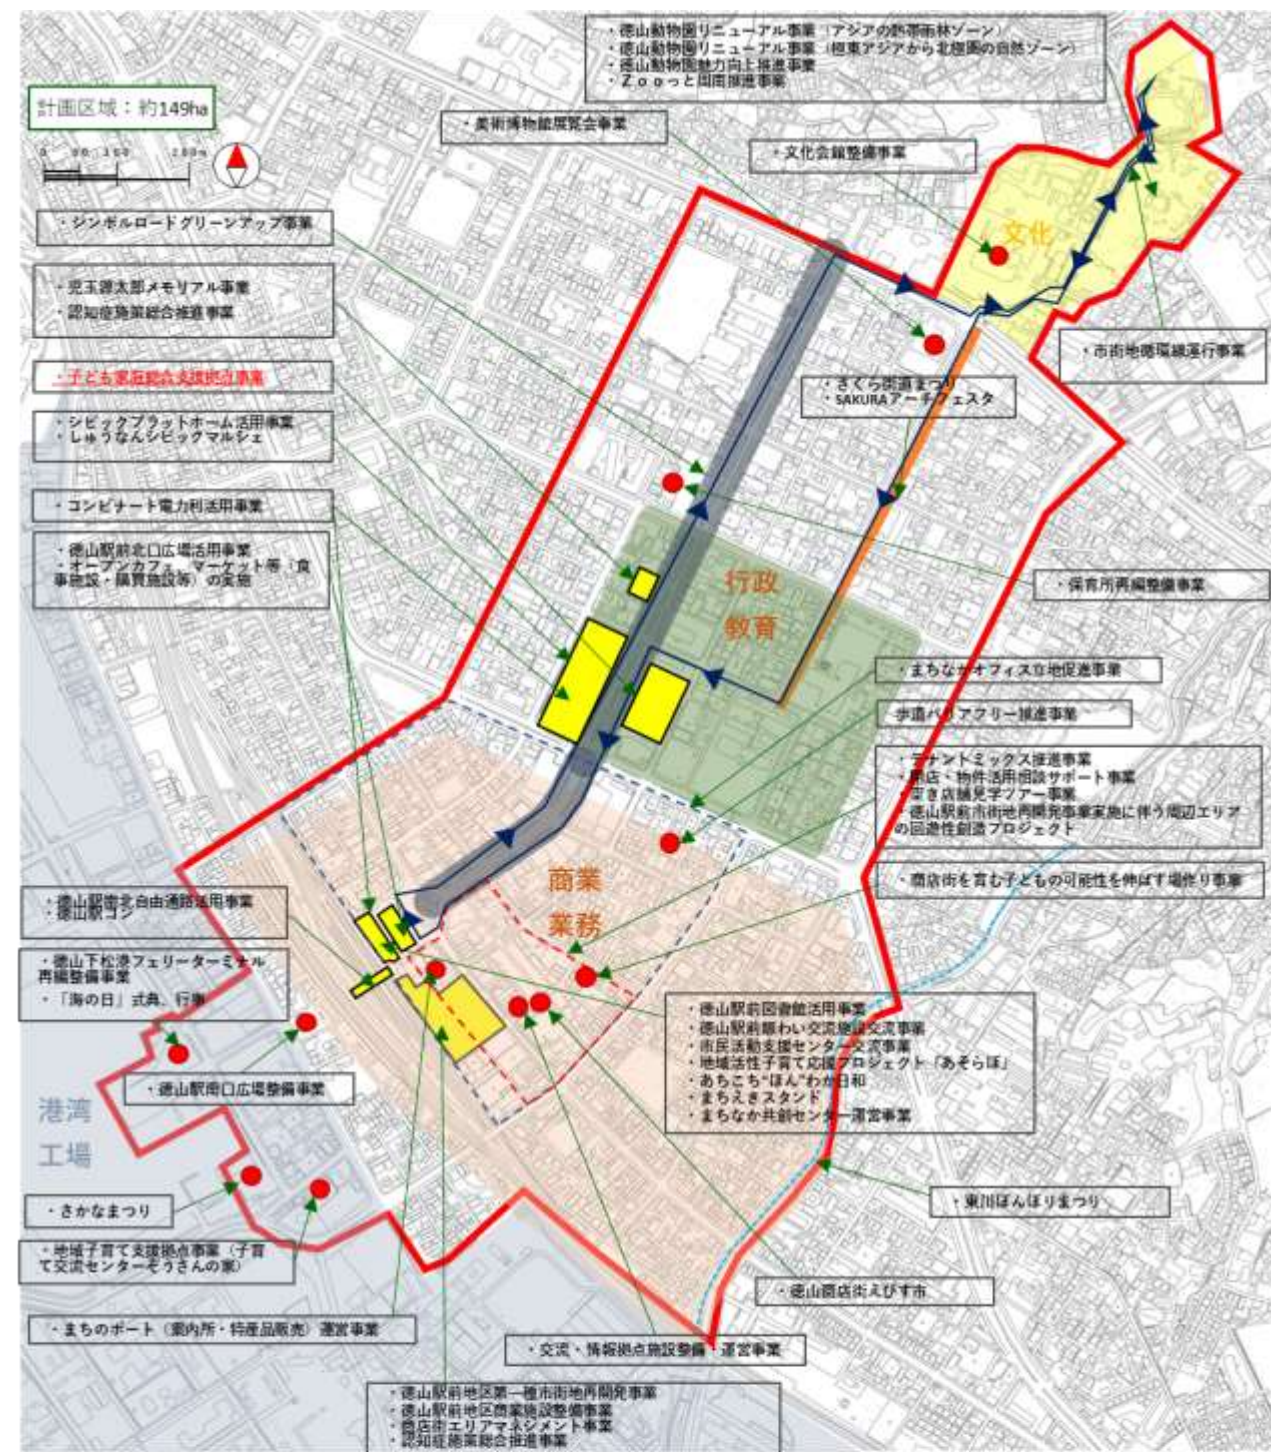 ・徳山動物園リニューアル事業（アジアの熱帯雨林ゾーン）
・徳山動物園リニューアル事業（極東アジアから北極圏の自然ゾーン）
・徳山動物園魅力向上推進事業
・Ｚｏｏっと周南推進事業
計画区域：約149ha
・美術博物館展覧会事業
・文化会館整備事業
200m
・シンボルロードグリーンアップ事業
文化
・児玉源太郎メモリアル事業
・認知症施策総合推進事業
・市街地循環線運行事業
・子ども家庭総合支援拠点事業
・さくら街道まつり
・SAKURAアーチフェスタ
・シビックプラットホーム活用事業
・しゅうなんシビックマルシェ
・コンビナート電力利活用事業
・徳山駅前北口広場活用事業
・オープンカフェ、マーケット等（食
事施設・購買施設等）の実施
行政
教育
・保育所再編整備事業
・まちなかオフィス立地促進事業
歩道バリアフリー推進事業
・テナントミックス推進事業
・開店・物件活用相談サポート事業
・空き店舗見学ツアー事業
・徳山駅前市街地再開発事業実施に伴う周辺エリア
の回遊性創造プロジェクト
商業
業務
・商店街を育む子どもの可能性を伸ばす場作り事業
・徳山駅南北自由通路活用事業
・徳山駅コン
・徳山下松港フェリーターミナル
再編整備事業
・「海の日」式典、行事
・徳山駅前図書館活用事業
・徳山駅前賑わい交流施設交流事業
・市民活動支援センター交流事業
・地域活性子育て応援プロジェクト「あそらぼ」
・あちこち“ほん”わか日和
・まちえきスタンド
・まちなか共創センター運営事業
・徳山駅南口広場整備事業
港湾
工場
・さかなまつり
・東川ぼんぼりまつり
・地域子育て支援拠点事業（子育
て交流センターぞうさんの家）
・徳山商店街えびす市
・まちのポート（案内所・特産品販売）運営事業
・交流・情報拠点施設整備・運営事業
・徳山駅前地区第一種市街地再開発事業
・徳山駅前地区商業施設整備事業
・商店街エリアマネジメント事業
・認知症施策総合推進事業